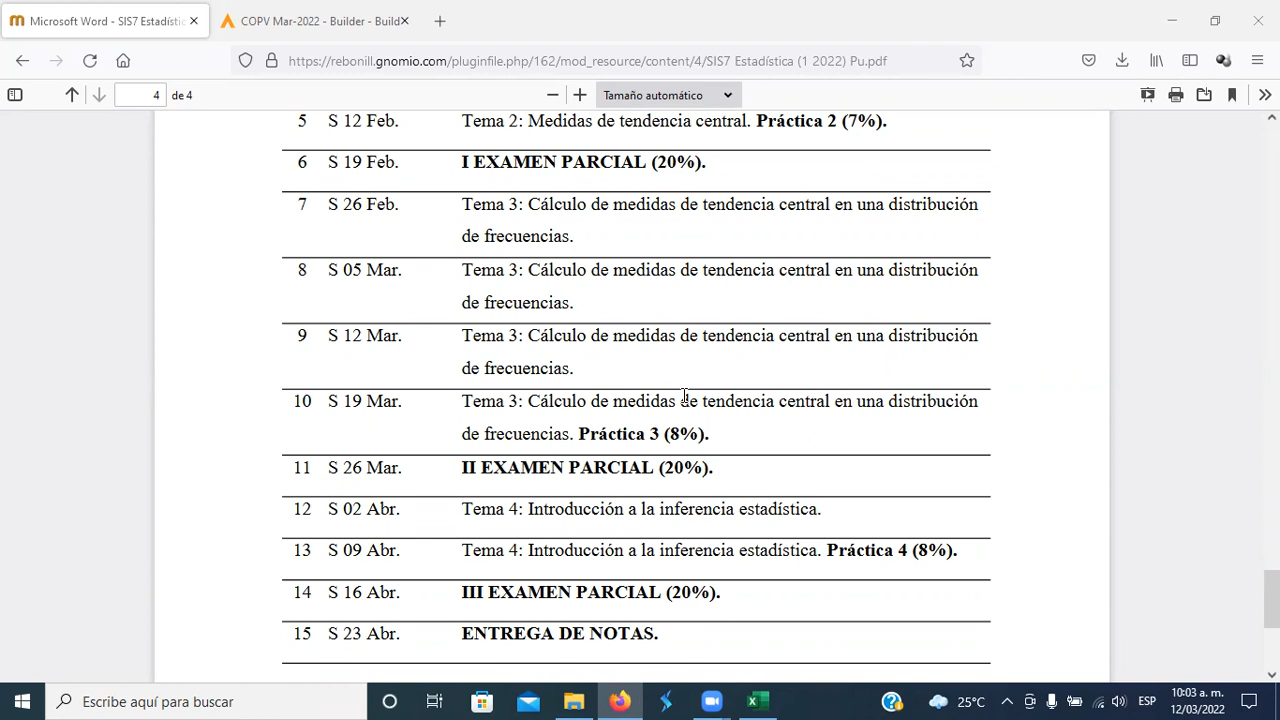 Microsoft Word - SIS7 Estadístic
COPV Mar-2022 - Builder - Build
https://rebonill.gnomio.com/pluginfile.php/162/mod_resource/content/4/SIS7 Estadística (1 2022) Pu.pdf
4 de 4
Tamaño automático
5 S 12 Feb. Tema 2: Medidas de tendencia central. Práctica 2 (7%).
6 S 19 Feb. I EXAMEN PARCIAL (20%).
7 S 26 Feb. Tema 3: Cálculo de medidas de tendencia central en una distribución
de frecuencias.
8 S 05 Mar. Tema 3: Cálculo de medidas de tendencia central en una distribución
de frecuencias.
9 S 12 Mar. Tema 3: Cálculo de medidas de tendencia central en una distribución
de frecuencias.
10 S 19 Mar. Tema 3: Cálculo de medidas de tendencia central en una distribución
de frecuencias. Práctica 3 (8%).
11 S 26 Mar. II EXAMEN PARCIAL (20%).
12 S 02 Abr. Tema 4: Introducción a la inferencia estadística.
13 S 09 Abr. Tema 4: Introducción a la inferencia estadística. Práctica 4 (8%).
14 S 16 Abr. III EXAMEN PARCIAL (20%).
15 S 23 Abr. ENTREGA DE NOTAS.
Escribe aquí para buscar
25°C
ESP
10:03 a. m.
12/03/2022